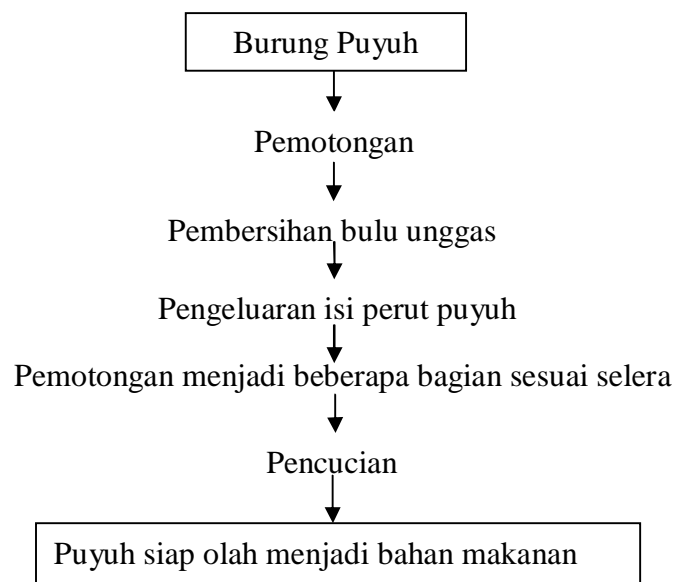 Burung Puyuh
Pemotongan
Pembersihan bulu unggas
Pengeluaran isi perut puyuh
Pemotongan menjadi beberapa bagian sesuai selera
Pencucian
Puyuh siap olah menjadi bahan makanan